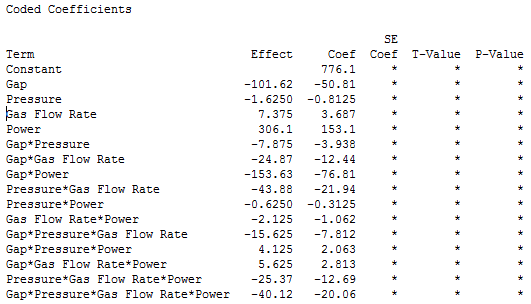 Coded Coefficients
SE
Term Effect Coef Coef T-Value P-Value
Constant 776.1 * * *
Gap -101.62 -50.81 * * *
Pressure -1.6250 -0.8125 * * *
Gas Flow Rate 7.375 3.687 * * *
Power 306.1 153.1 * * *
Gap*Pressure -7.875 -3.938 * * *
Gap*Gas Flow Rate -24.87 -12.44 * * *
Gap*Power -153.63 -76.81 * * *
Pressure*Gas Flow Rate -43.88 -21.94 * * *
Pressure*Power -0.6250 -0.3125 * * *
Gas Flow Rate*Power -2.125 -1.062 * * *
Gap*Pressure*Gas Flow Rate -15.625 -7.812 * * *
Gap*Pressure*Power 4.125 2.063 * * *
Gap*Gas Flow Rate*Power 5.625 2.813 * * *
Pressure*Gas Flow Rate*Power -25.37 -12.69 * * *
Gap*Pressure*Gas Flow Rate*Power -40.12 -20.06 * * *